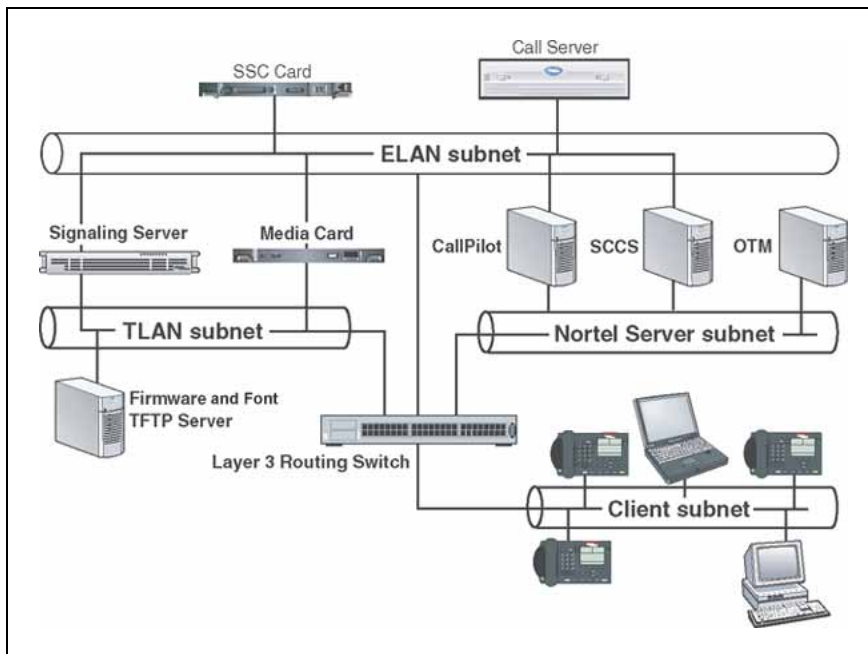 SSC Card
Call Server
ELAN subnet
Signaling Server
Media Card
CallPilot
SCCS
OTM
TLAN subnet
Nortel Server subnet
Firmware and Font
TFTP Server
Layer 3 Routing Switch
Client subnet